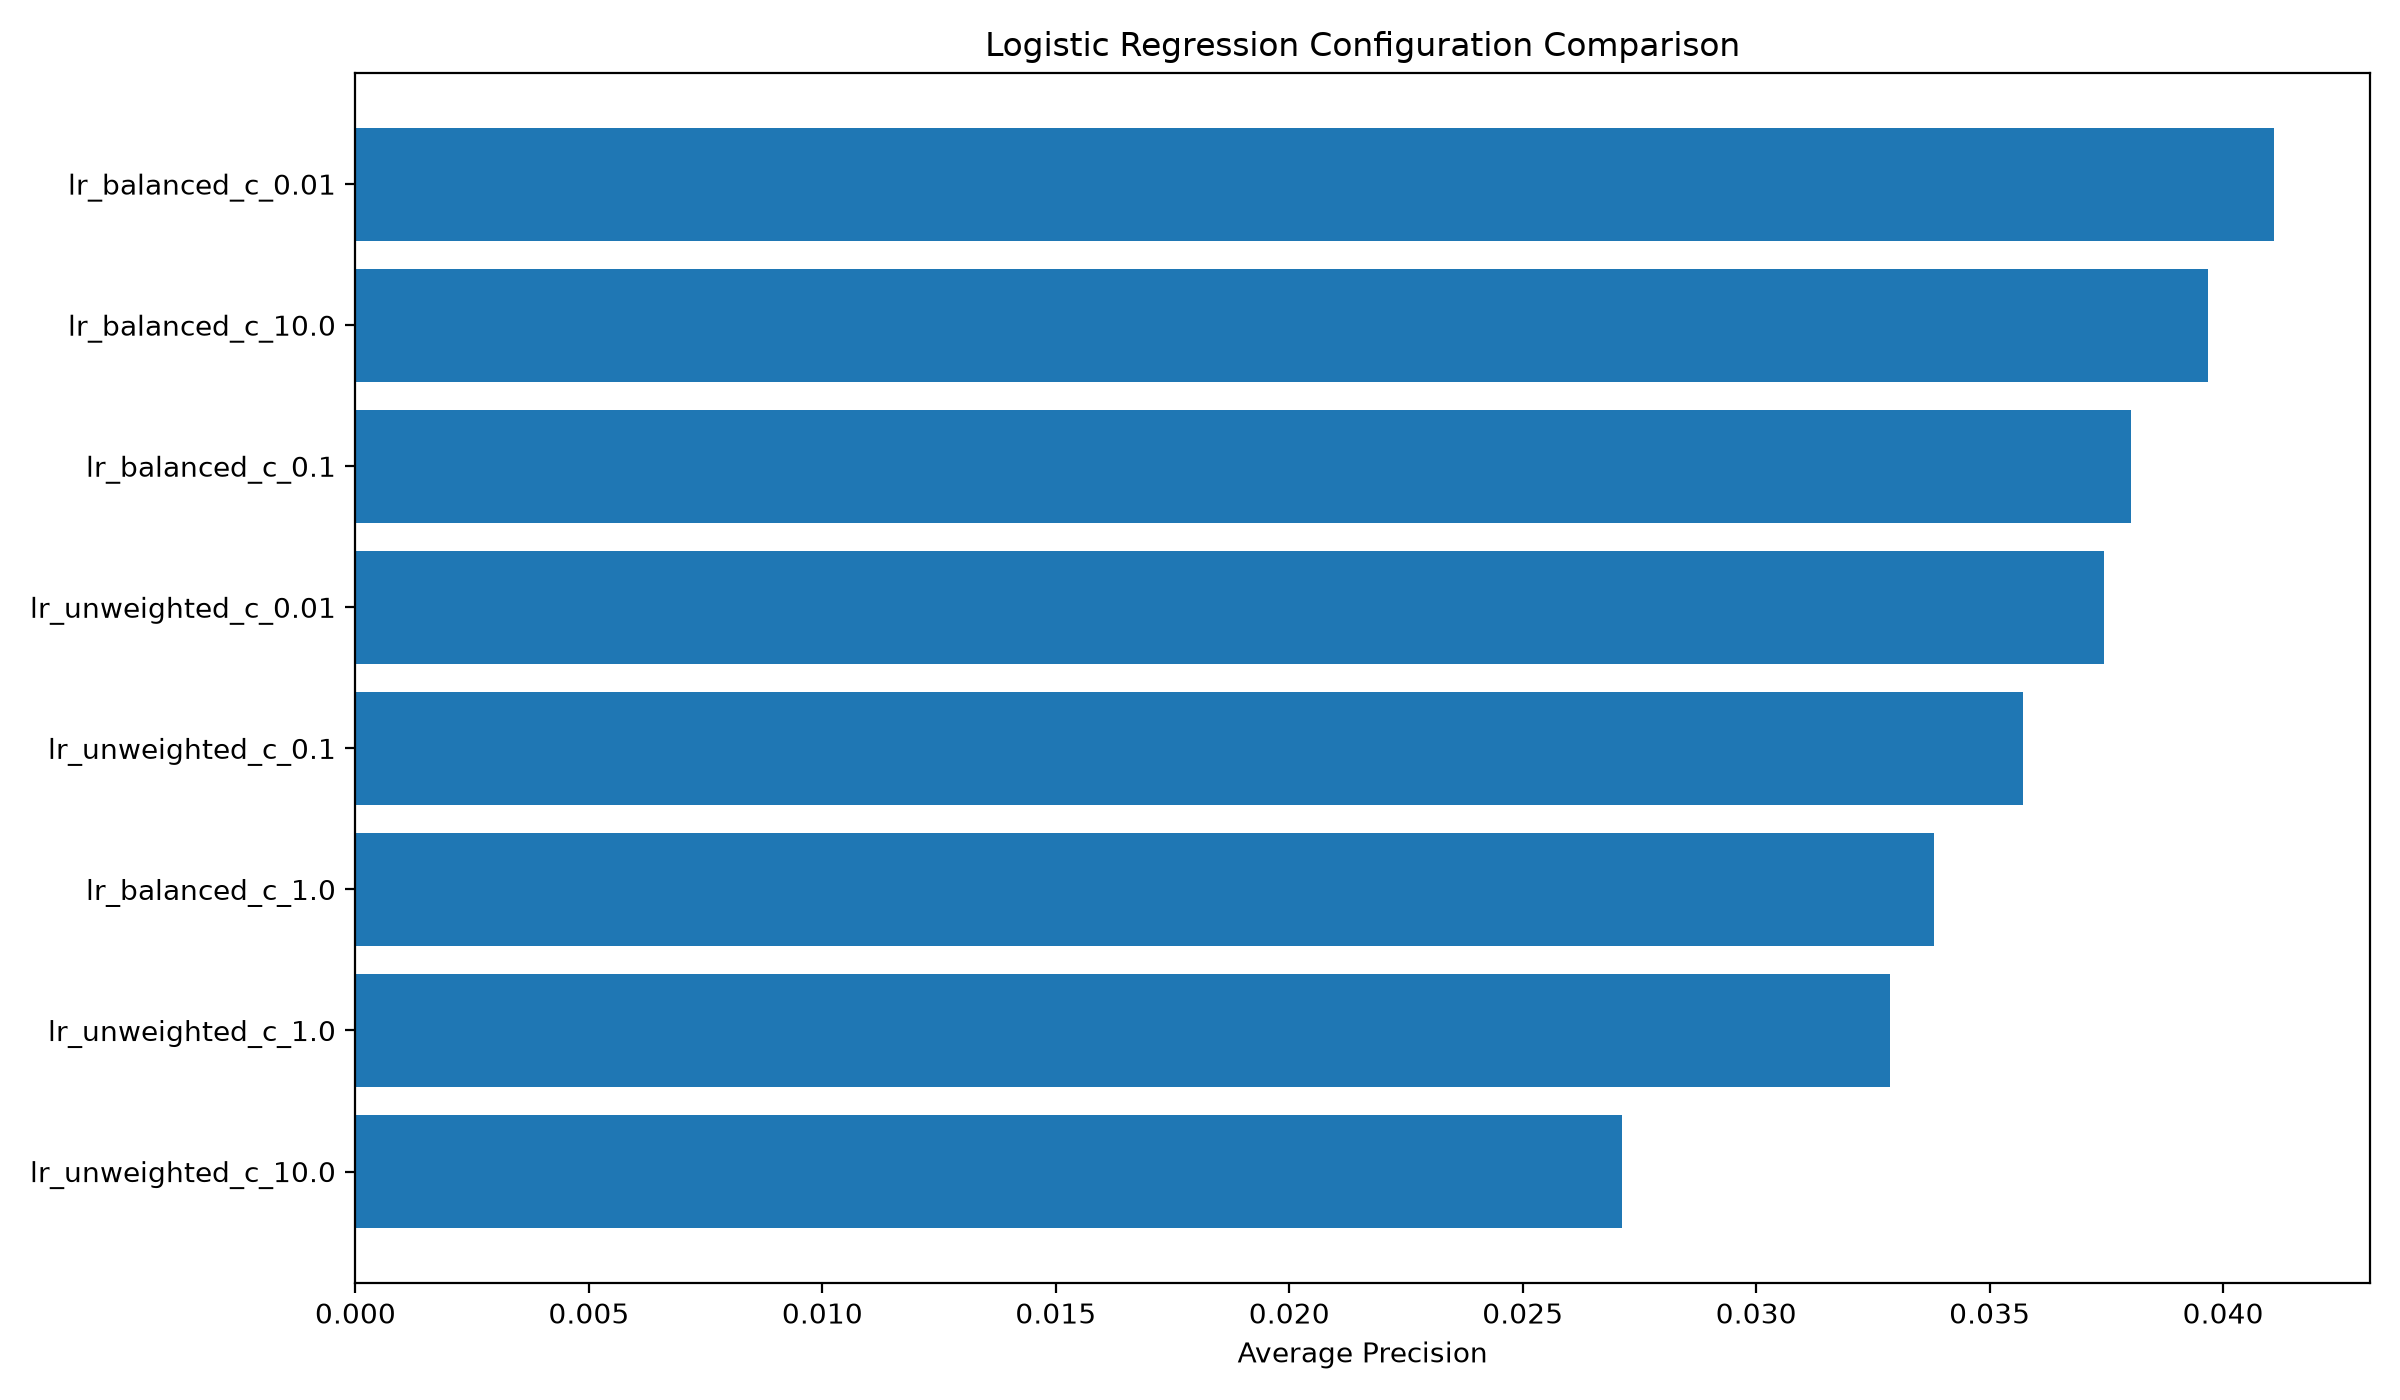 Logistic Regression Configuration Comparison
lr_balanced_c_0.01
lr_balanced_c_10.0
lr_balanced_c_0.1
lr_unweighted_c_0.01
lr_unweighted_c_0.1
lr_balanced_c_1.0
lr_unweighted_c_1.0
lr_unweighted_c_10.0
0.000 0.005 0.010 0.015 0.020 0.025 0.030 0.035 0.040
Average Precision